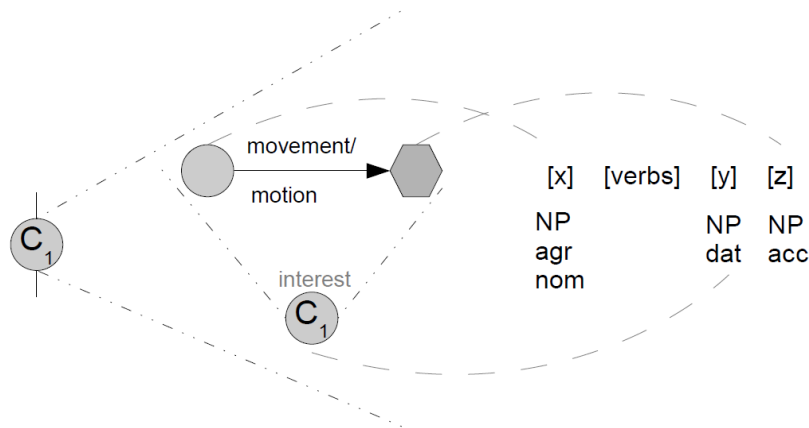 movement/
motion
[x] [verbs] [y] [z]
NP NP NP
agr dat acc
nom
C1
interest
C1